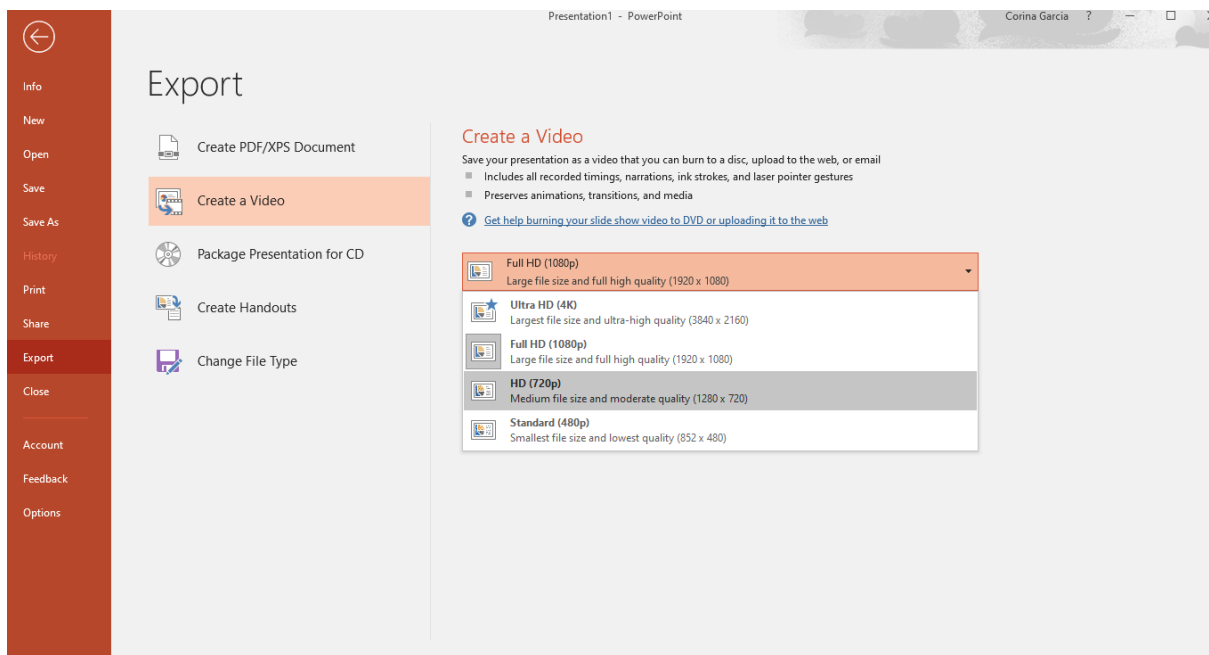 Presentation1 - PowerPoint
Corina Garcia
?
Info
New
Open
Save
Save As
History
Print
Share
Export
Close
Account
Feedback
Options
Export
Create PDF/XPS Document
Create a Video
Package Presentation for CD
Create Handouts
Change File Type
Create a Video
Save your presentation as a video that you can burn to a disc, upload to the web, or email
Includes all recorded timings, narrations, ink strokes, and laser pointer gestures
Preserves animations, transitions, and media
? Get help burning your slide show video to DVD or uploading it to the web
Full HD (1080p)
Large file size and full high quality (1920 x 1080)
Ultra HD (4K)
Largest file size and ultra-high quality (3840 x 2160)
Full HD (1080p)
Large file size and full high quality (1920 x 1080)
HD (720p)
Medium file size and moderate quality (1280 x 720)
Standard (480p)
Smallest file size and lowest quality (852 x 480)